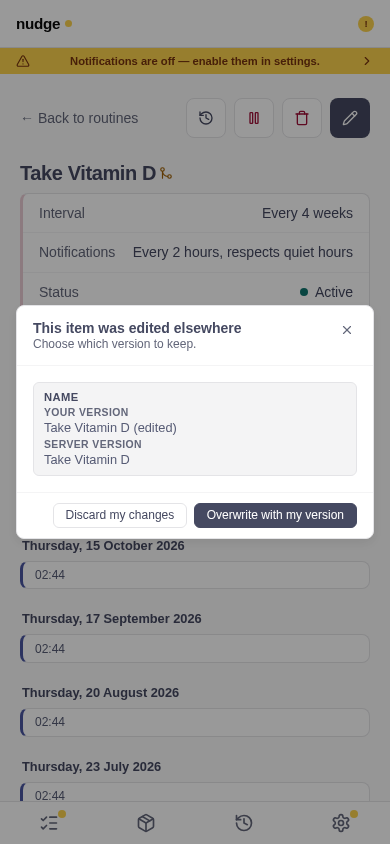 nudge
Notifications are off — enable them in settings.
← Back to routines
Take Vitamin D
Interval
Every 4 weeks
Notifications
Every 2 hours, respects quiet hours
Status
Active
This item was edited elsewhere
Choose which version to keep.
NAME
YOUR VERSION
Take Vitamin D (edited)
SERVER VERSION
Take Vitamin D
Discard my changes
Overwrite with my version
Thursday, 15 October 2026
02:44
Thursday, 17 September 2026
02:44
Thursday, 20 August 2026
02:44
Thursday, 23 July 2026
02:44